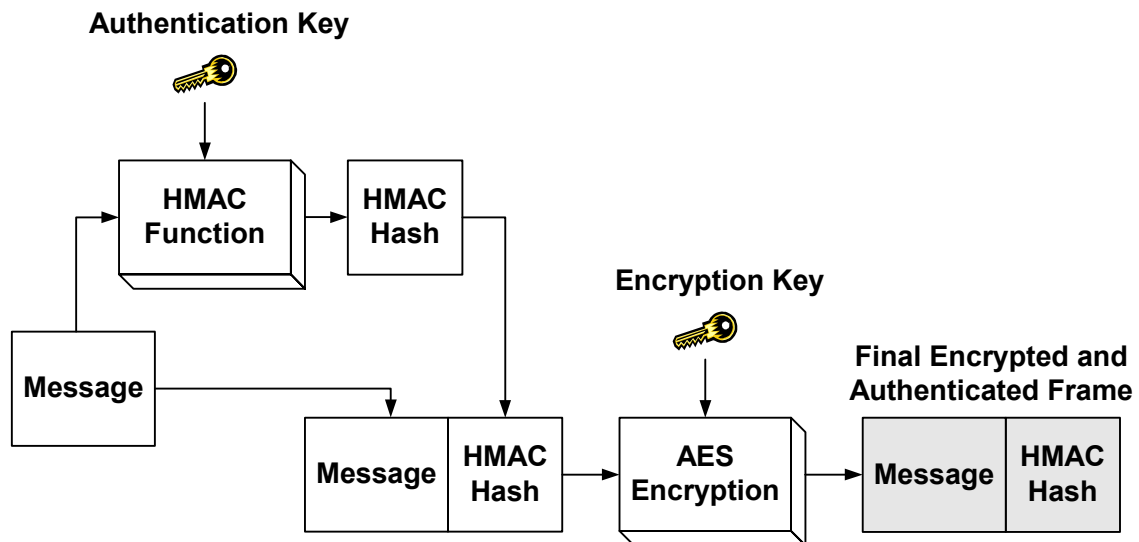 Authentication Key
HMAC
Function
HMAC
Hash
Encryption Key
Message
Final Encrypted and
Authenticated Frame
Message
HMAC
Hash
AES
Encryption
Message
HMAC
Hash